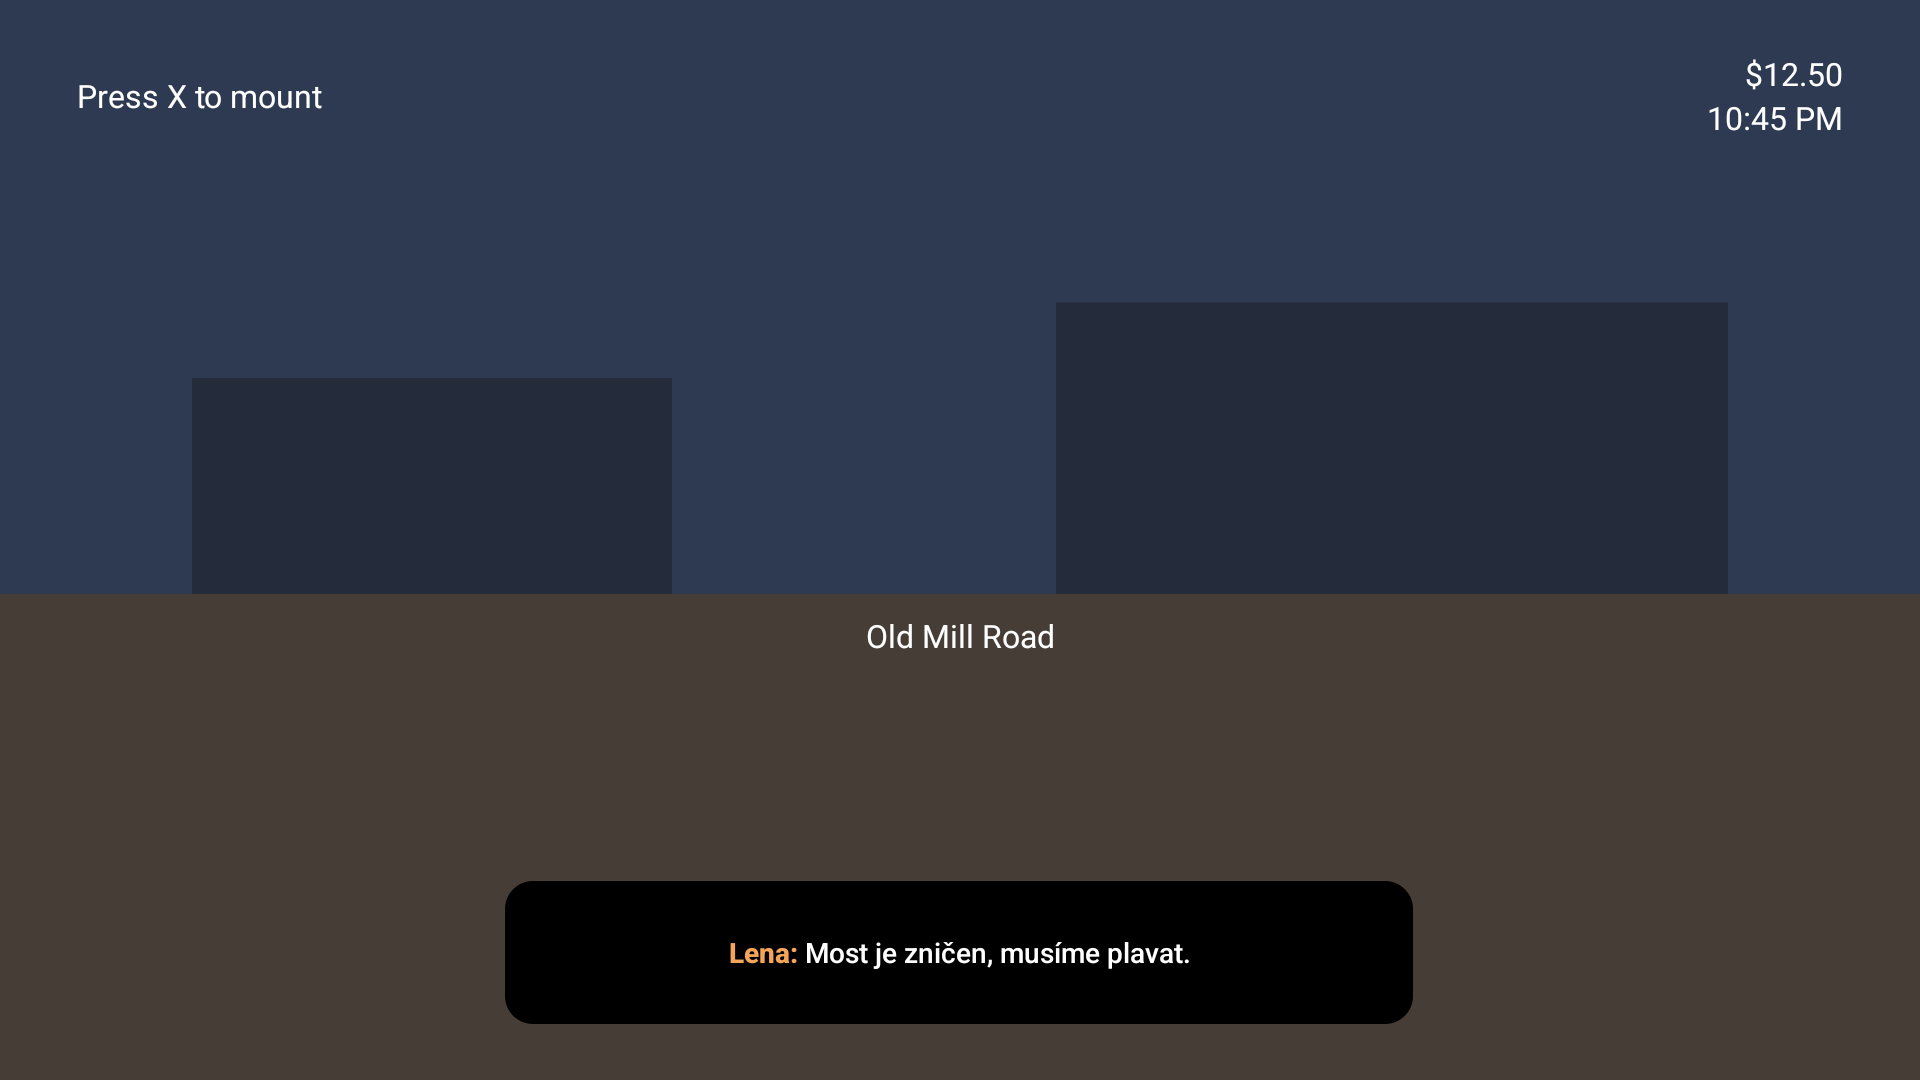 Press X to mount
$12.50
10:45 PM
Old Mill Road
Lena: Most je zničen, musíme plavat.